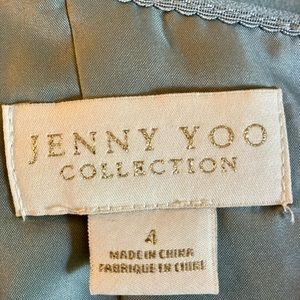 JENNY YOO
COLLECTION
4
MADE IN CHINA
FABRIQUE EN CHINE